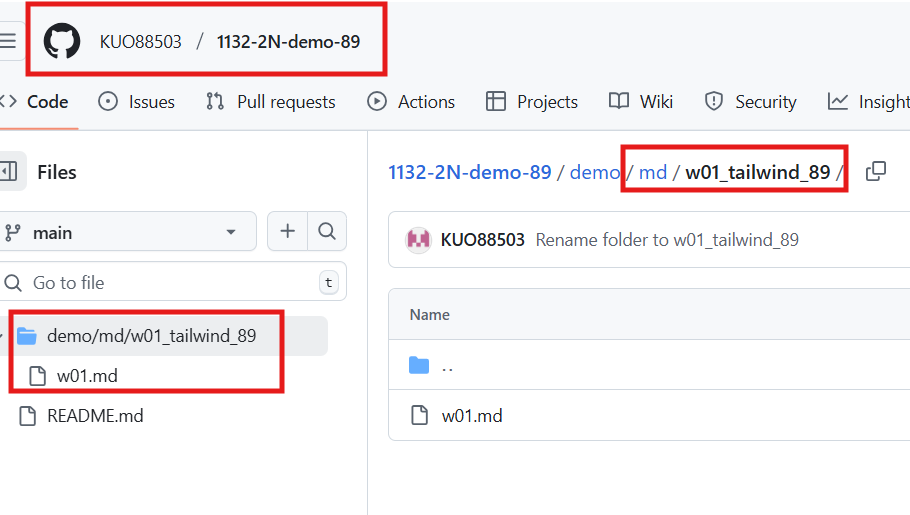 KUO88503 / 1132-2N-demo-89
Code Issues Pull requests Actions Projects Wiki Security Insight
Files
main
Go to file t
demo/md/w01_tailwind_89
w01.md
README.md
1132-2N-demo-89 / demo / md / w01_tailwind_89 /
KUO88503 Rename folder to w01_tailwind_89
Name
..
w01.md